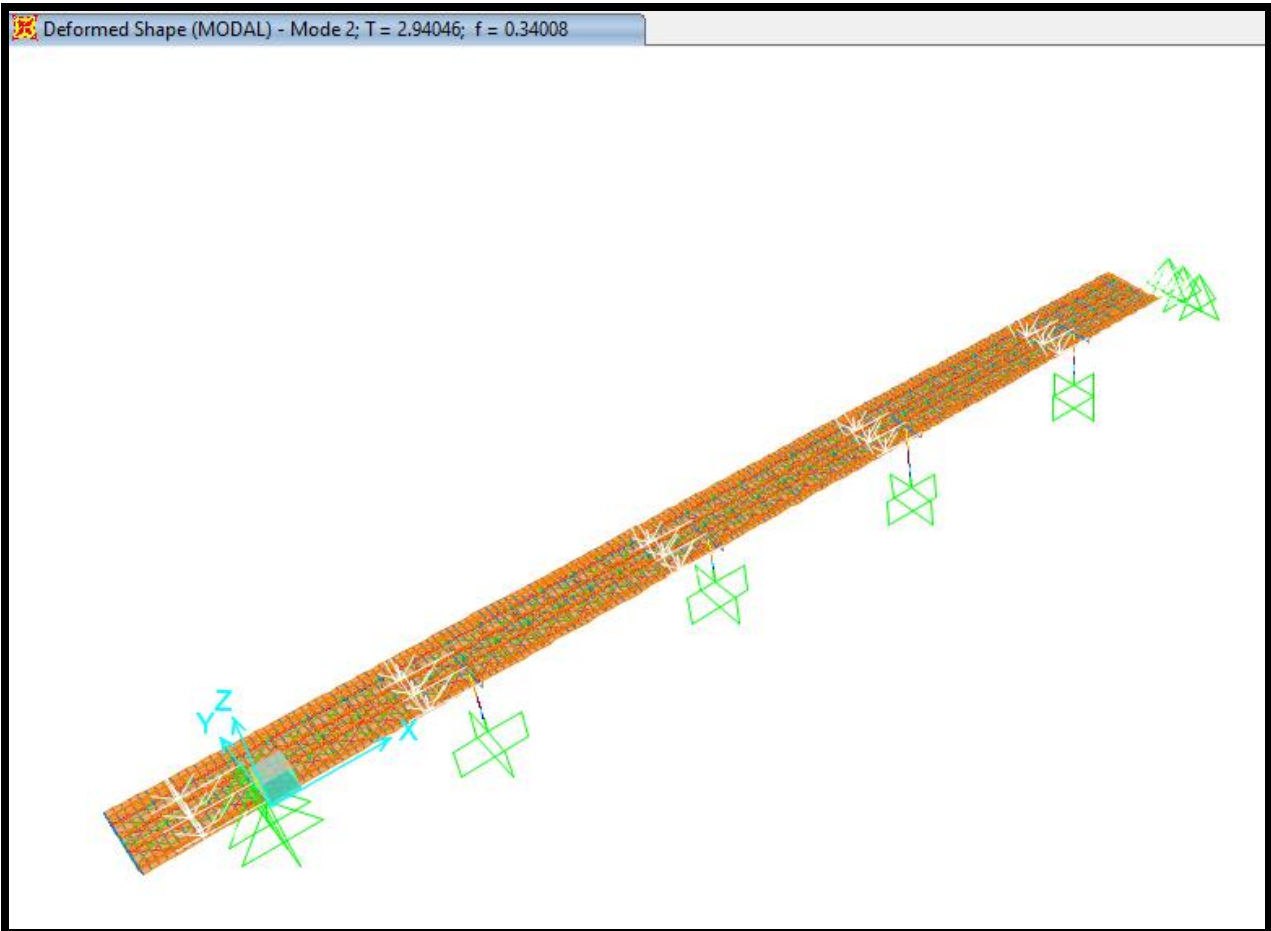 Deformed Shape (MODAL) - Mode 2; T = 2.94046; f = 0.34008
Z
Y
X